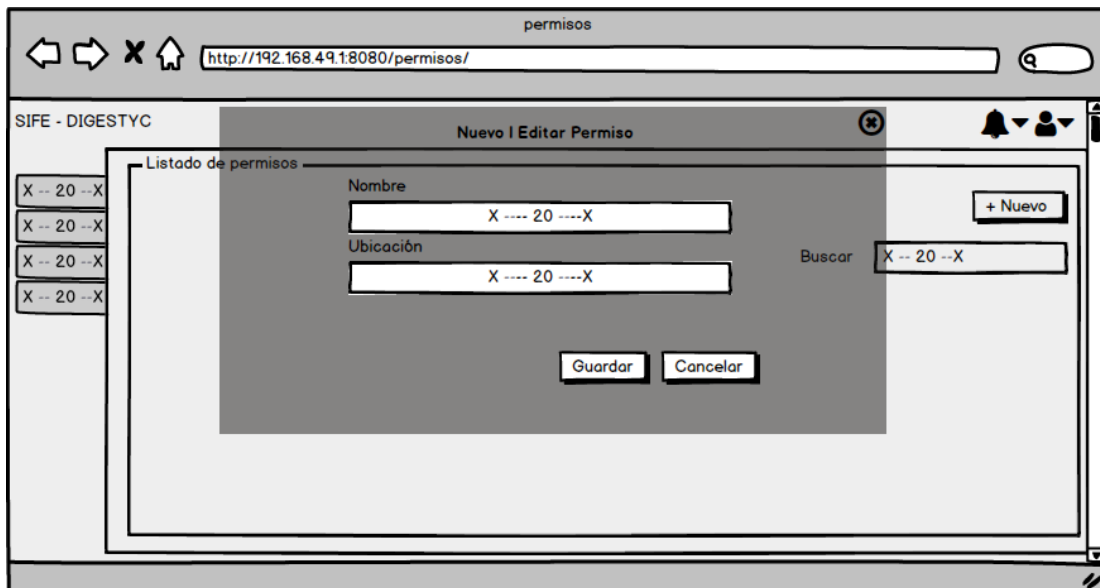 permisos
http://192.168.49.1:8080/permisos/
SIFE - DIGESTYC
Nuevo | Editar Permiso
Listado de permisos
Nombre
X -- 20 --X
+ Nuevo
X ---- 20 ----X
X -- 20 --X
Ubicación
Buscar
X -- 20 --X
X -- 20 --X
X ---- 20 ----X
X -- 20 --X
Guardar
Cancelar